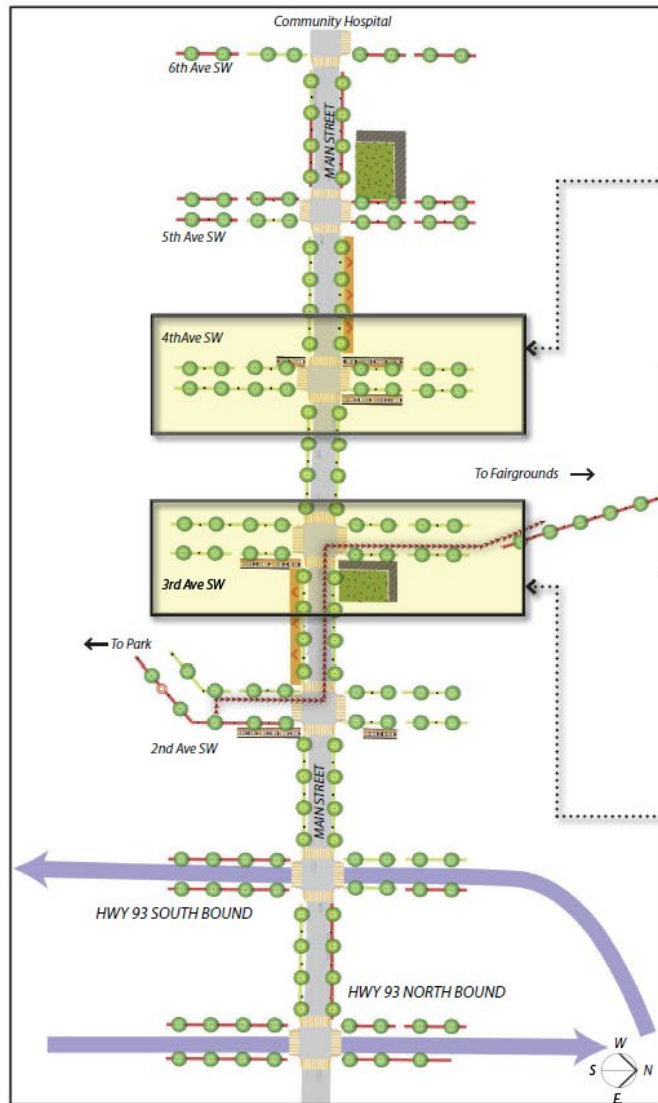 Community Hospital
6th Ave SW
MAIN STREET
5th Ave SW
4thAve SW
To Fairgrounds
3rd Ave SW
To Park
2nd Ave SW
MAIN STREET
HWY 93 SOUTH BOUND
HWY 93 NORTH BOUND
W
S N
E